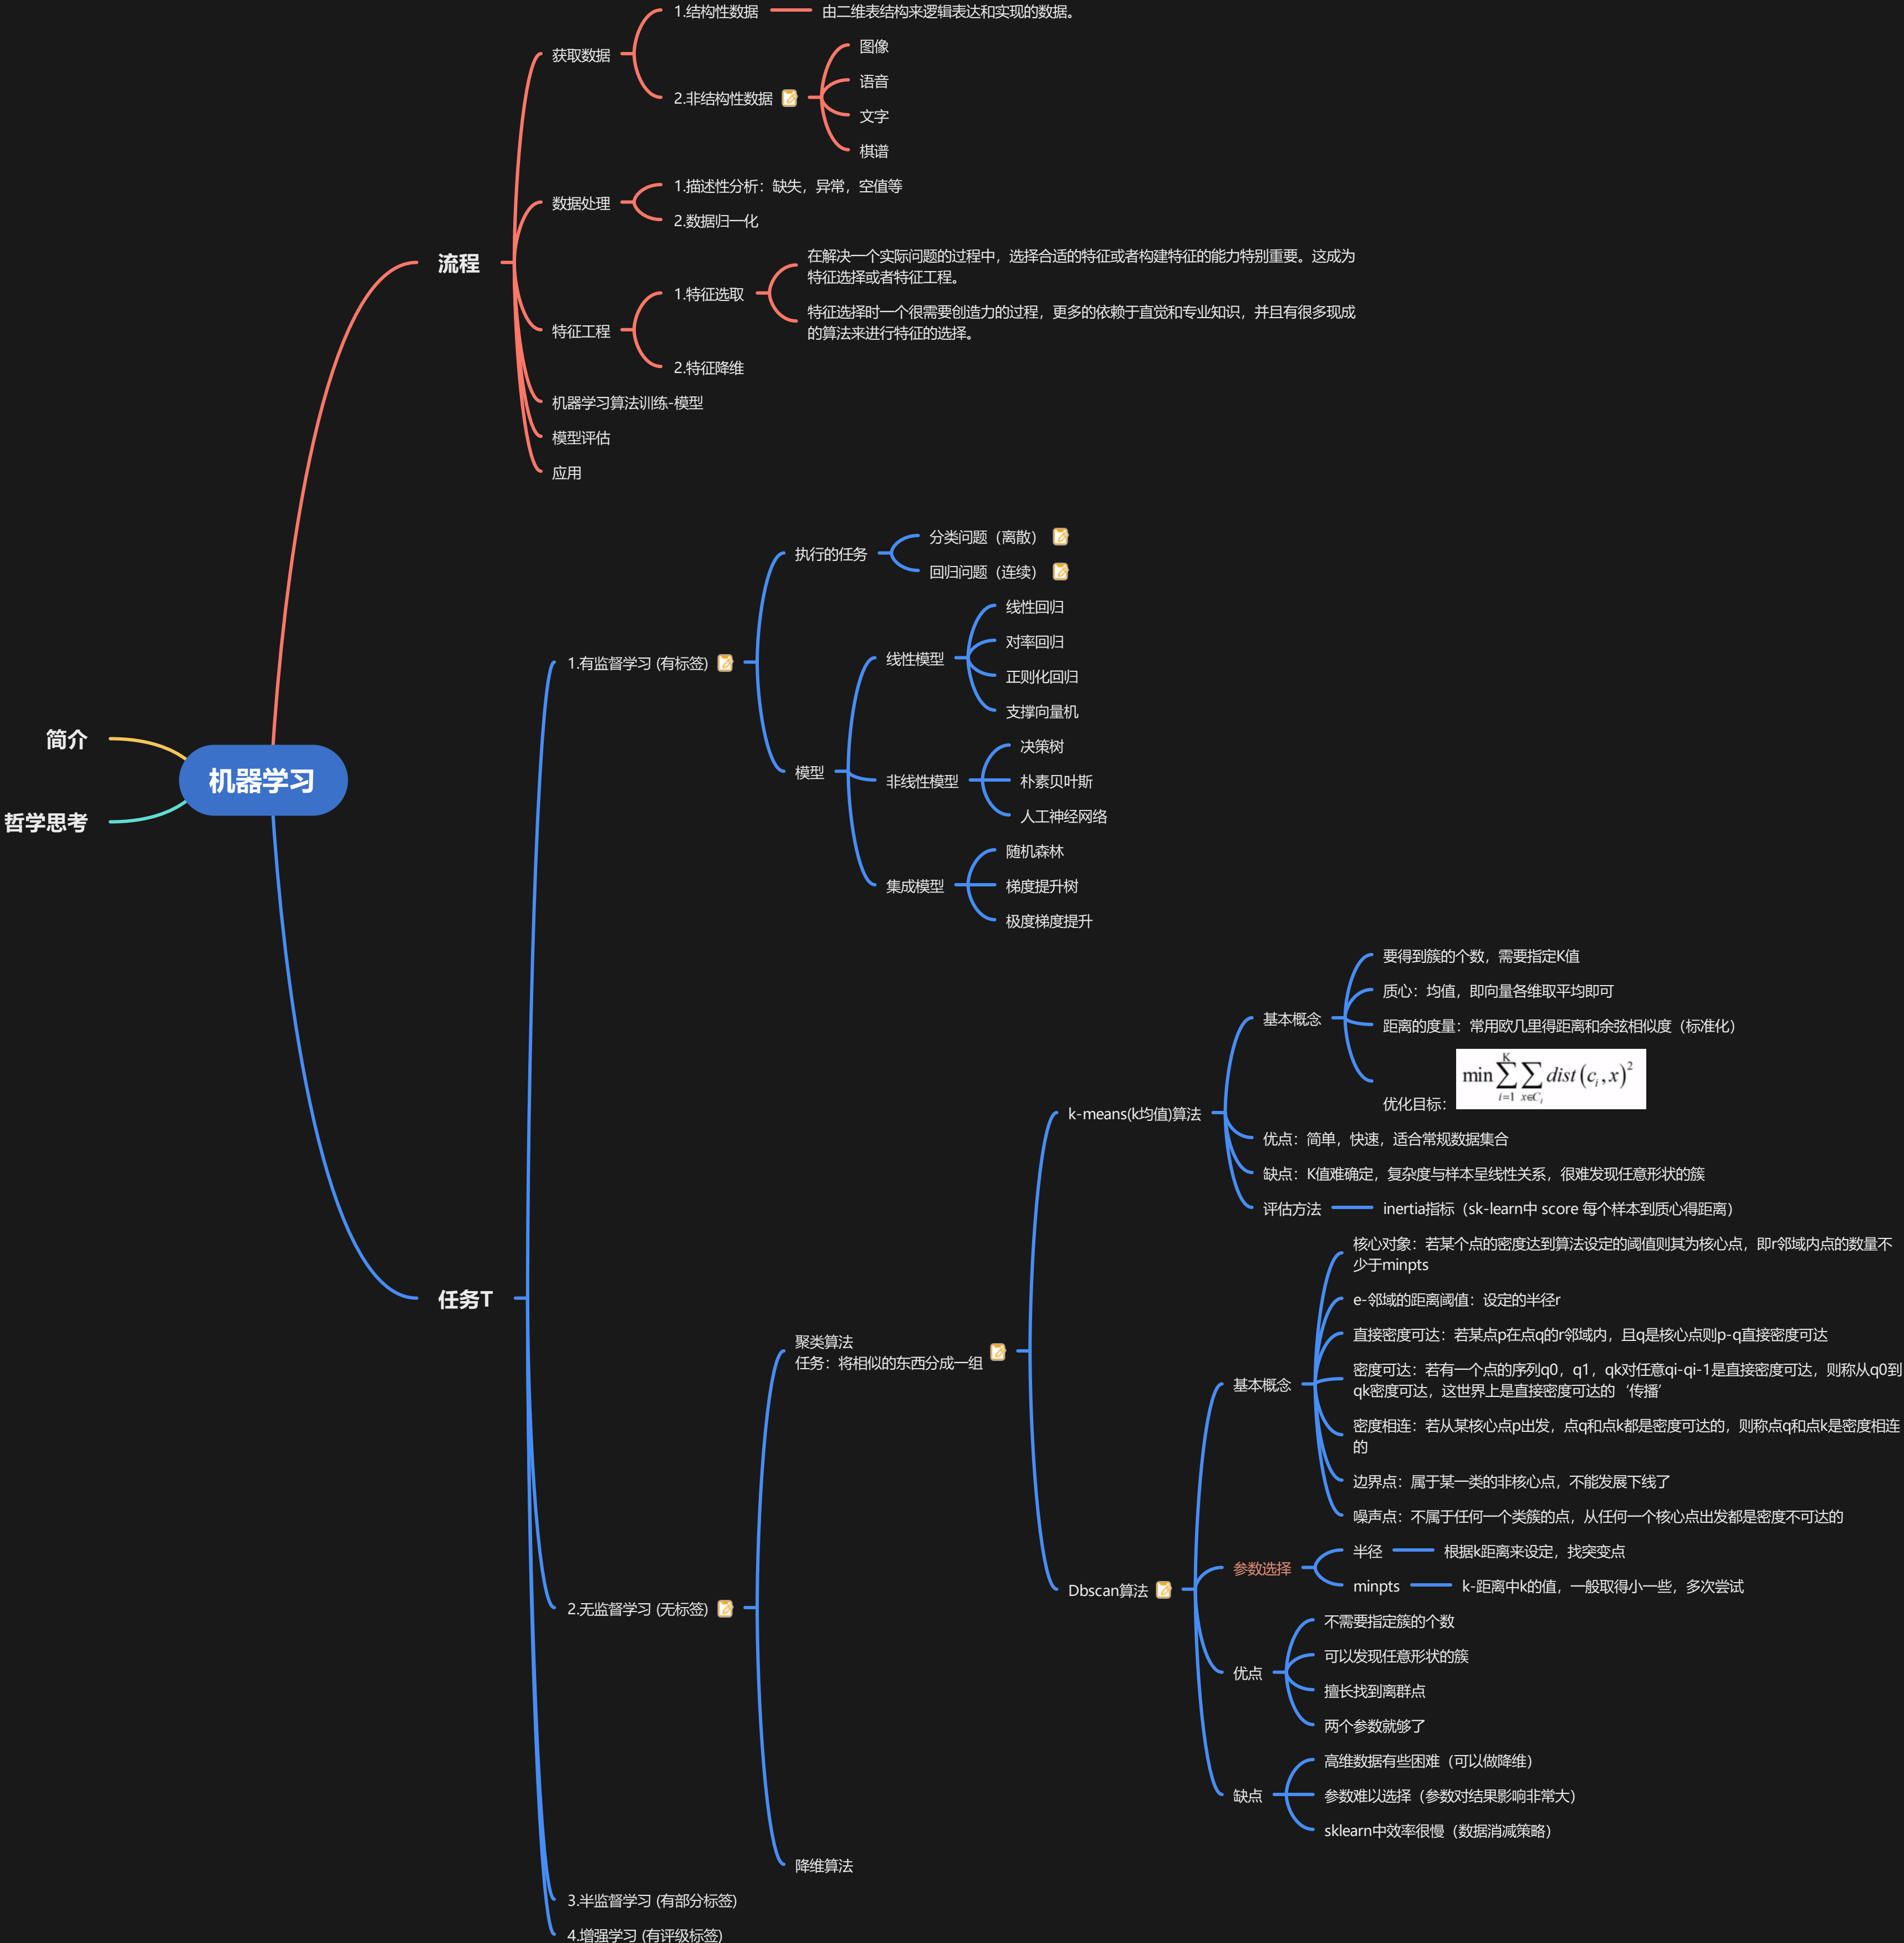 机器学习
简介
哲学思考
流程
获取数据
1.结构性数据
由二维表结构来逻辑表达和实现的数据。
2.非结构性数据
图像
语音
文字
棋谱
数据处理
1.描述性分析：缺失，异常，空值等
2.数据归一化
特征工程
1.特征选取
在解决一个实际问题的过程中，选择合适的特征或者构建特征的能力特别重要。这成为
特征选择或者特征工程。
特征选择时一个很需要创造力的过程，更多的依赖于直觉和专业知识，并且有很多现成
的算法来进行特征的选择。
2.特征降维
机器学习算法训练-模型
模型评估
应用
任务T
1.有监督学习 (有标签)
执行的任务
分类问题（离散）
回归问题（连续）
模型
线性模型
线性回归
对率回归
正则化回归
支撑向量机
非线性模型
决策树
朴素贝叶斯
人工神经网络
集成模型
随机森林
梯度提升树
极度梯度提升
2.无监督学习 (无标签)
聚类算法
任务：将相似的东西分成一组
k-means(k均值)算法
基本概念
要得到簇的个数，需要指定K值
质心：均值，即向量各维取平均即可
距离的度量：常用欧几里得距离和余弦相似度（标准化）
优化目标：
min ∑_{i=1}^{K} ∑_{x∈C_i} dist(c_i, x)^2
优点：简单，快速，适合常规数据集合
缺点：K值难确定，复杂度与样本呈线性关系，很难发现任意形状的簇
评估方法
inertia指标（sk-learn中 score 每个样本到质心得距离）
Dbscan算法
基本概念
核心对象：若某个点的密度达到算法设定的阈值则其为核心点，即r邻域内点的数量不
少于minpts
e-邻域的距离阈值：设定的半径r
直接密度可达：若某点p在点q的r邻域内，且q是核心点则p-q直接密度可达
密度可达：若有一个点的序列q0，q1，qk对任意qi-qi-1是直接密度可达，则称从q0到
qk密度可达，这世界上是直接密度可达的‘传播’
密度相连：若从某核心点p出发，点q和点k都是密度可达的，则称点q和点k是密度相连
的
边界点：属于某一类的非核心点，不能发展下线了
噪声点：不属于任何一个类簇的点，从任何一个核心点出发都是密度不可达的
参数选择
半径
根据k距离来设定，找突变点
minpts
k-距离中k的值，一般取得小一些，多次尝试
优点
不需要指定簇的个数
可以发现任意形状的簇
擅长找到离群点
两个参数就够了
缺点
高维数据有些困难（可以做降维）
参数难以选择（参数对结果影响非常大）
sklearn中效率很慢（数据消减策略）
降维算法
3.半监督学习 (有部分标签)
4.增强学习 (有评级标签)